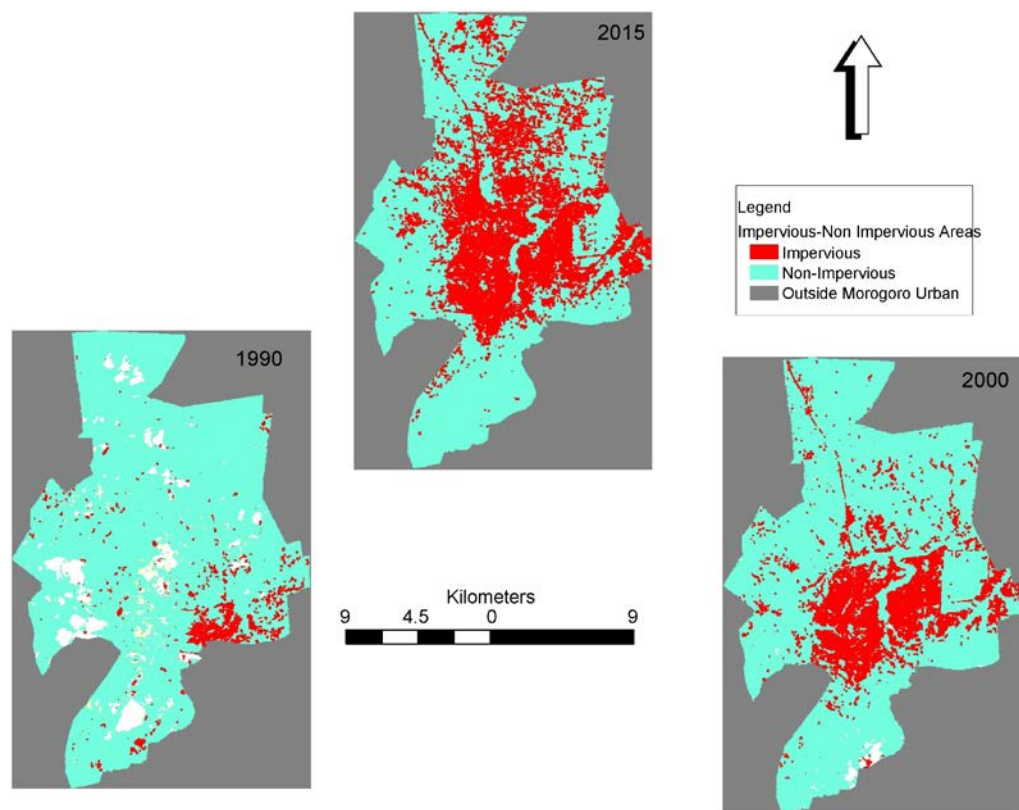 2015
Legend
Impervious-Non Impervious Areas
Impervious
Non-Impervious
Outside Morogoro Urban
1990
2000
Kilometers
9 4.5 0 9